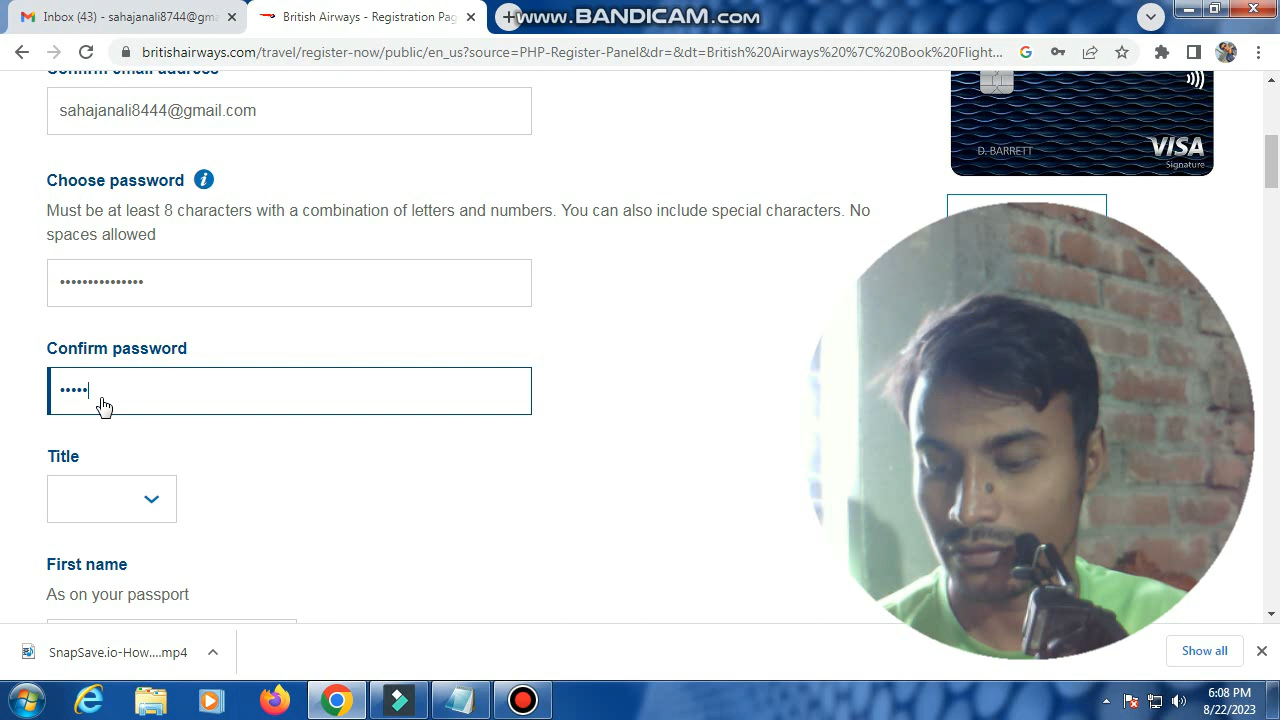 Inbox (43) - sahajanali8744@gma
British Airways - Registration Pag
www.BANDICAM.com
britishairways.com/travel/register-now/public/en_us?source=PHP-Register-Panel&dr=&dt=British%20Airways%20%7C%20Book%20Flight...
Confirm email address
sahajanali8444@gmail.com
VISA
Signature
D. BARRETT
Choose password
Must be at least 8 characters with a combination of letters and numbers. You can also include special characters. No
spaces allowed
•••••••••••••••
Confirm password
•••••
Title
First name
As on your passport
SnapSave.io-How....mp4
Show all
6:08 PM
8/22/2023